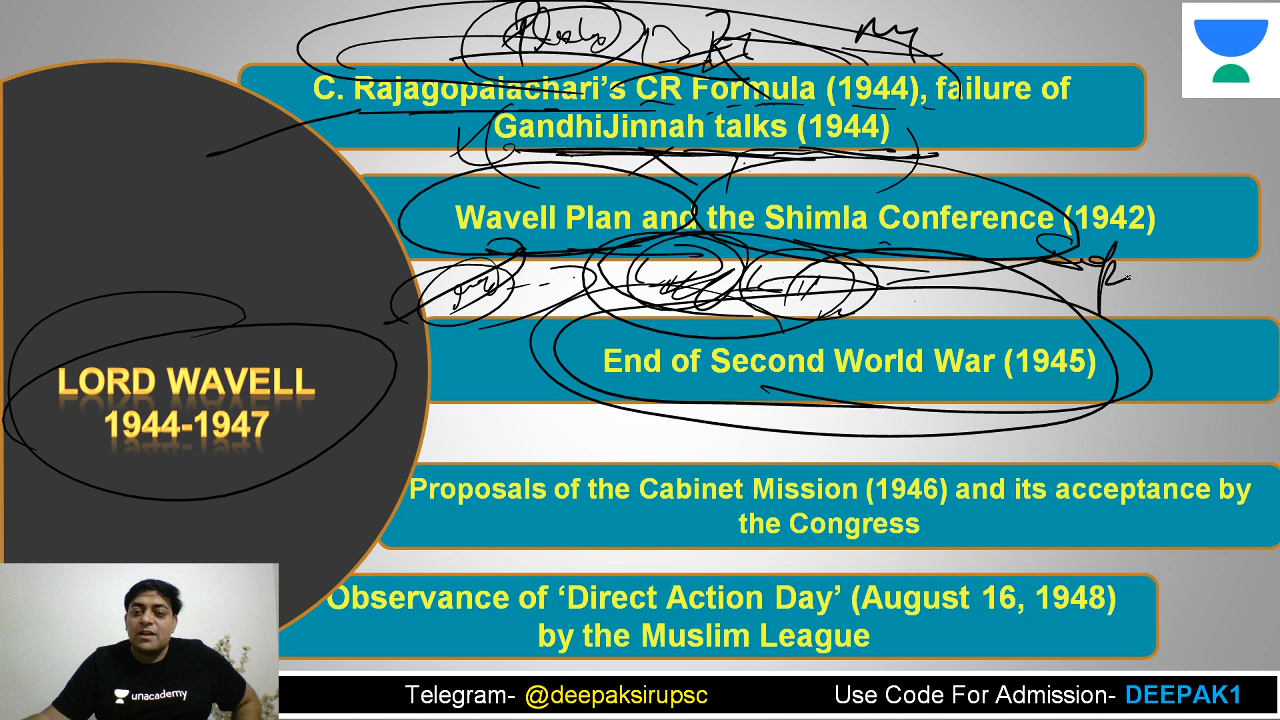 C. Rajagopalachari's CR Formula (1944), failure of
GandhiJinnah talks (1944)
Wavell Plan and the Shimla Conference (1942)
End of Second World War (1945)
LORD WAVELL
1944-1947
Proposals of the Cabinet Mission (1946) and its acceptance by
the Congress
Observance of ‘Direct Action Day’ (August 16, 1948)
by the Muslim League
unacademy
Telegram- @deepaksirupsc
Use Code For Admission- DEEPAK1